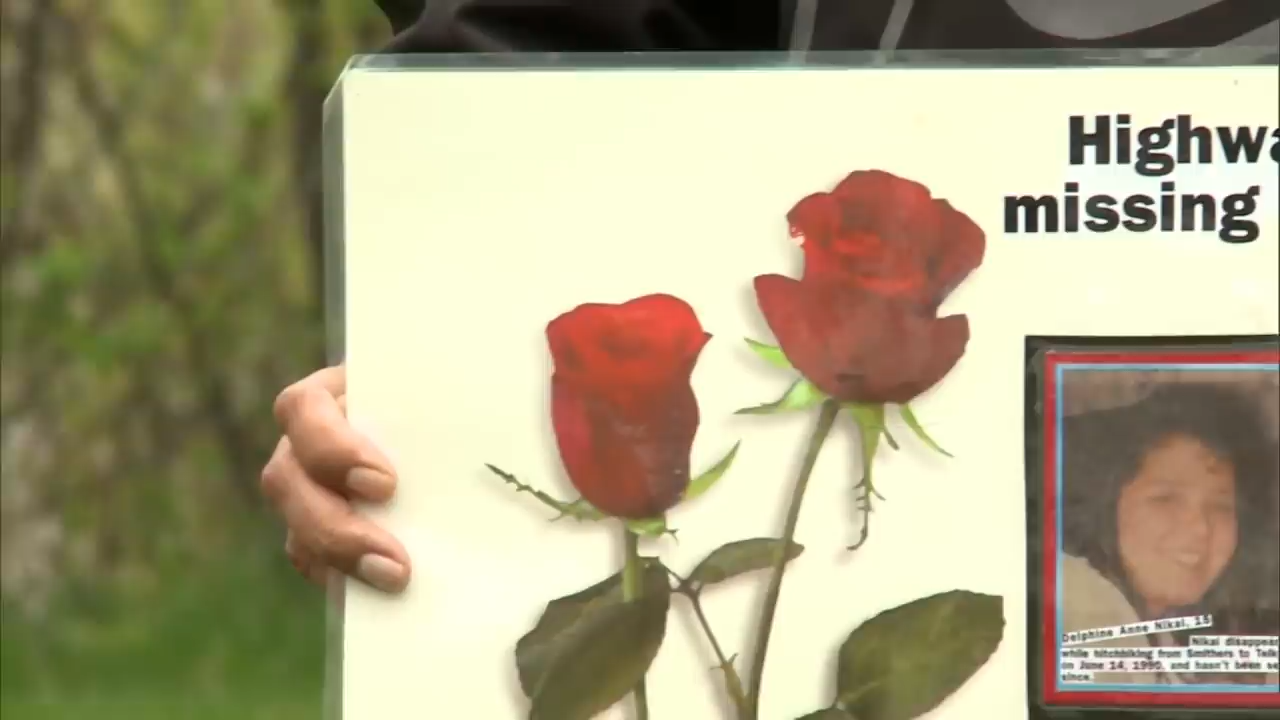 Highwa
missing
Delphine Anne Nikal, 15
Nikal disappea
while hitchhiking from Smithers to Telk
on June 14, 1990, and hasn't been se
since.